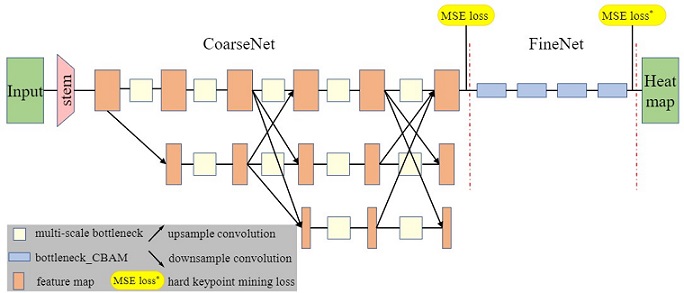 MSE loss
MSE loss*
CoarseNet
FineNet
Input
stem
Heat
map
multi-scale bottleneck
upsample convolution
bottleneck_CBAM
downsample convolution
feature map
MSE loss*
hard keypoint mining loss